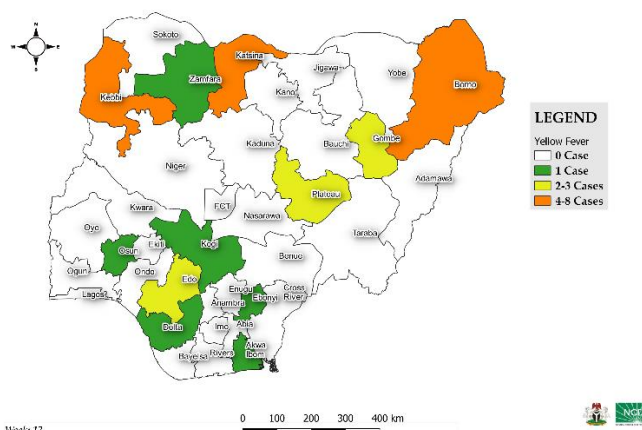 Sokoto
Katsina
Zamfara
Jigawa
Yobe
Borno
Kebbi
Kano
Kaduna
Bauchi
Gombe
Adamawa
Niger
Plateau
Kwara
FCT
Nasarawa
Taraba
Oyo
Osun
Ekiti
Kogi
Benue
Ogun
Ondo
Edo
Lagos
Enugu
Ebonyi
Cross
River
Anambra
Delta
Imo
Abia
Akwa
Ibom
Bayelsa
Rivers
N
W
E
S
LEGEND
Yellow Fever
0 Case
1 Case
2-3 Cases
4-8 Cases
0 100 200 300 400 km